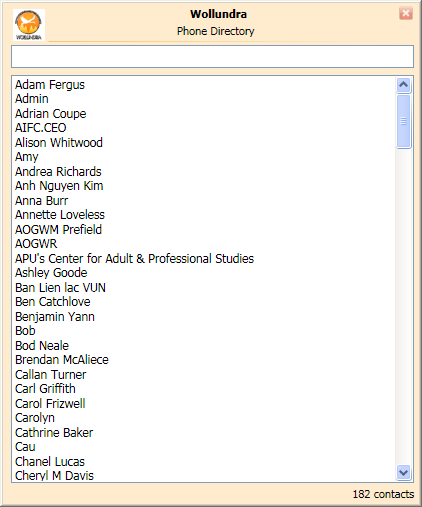 Wollundra
WOLLUNDRA
Phone Directory
Adam Fergus
Admin
Adrian Coupe
AIFC.CEO
Alison Whitwood
Amy
Andrea Richards
Anh Nguyen Kim
Anna Burr
Annette Loveless
AOGWM Prefield
AOGWR
APU's Center for Adult & Professional Studies
Ashley Goode
Ban Lien lac VUN
Ben Catchlove
Benjamin Yann
Bob
Bod Neale
Brendan McAliece
Callan Turner
Carl Griffith
Carol Frizwell
Carolyn
Cathrine Baker
Cau
Chanel Lucas
Cheryl M Davis
182 contacts